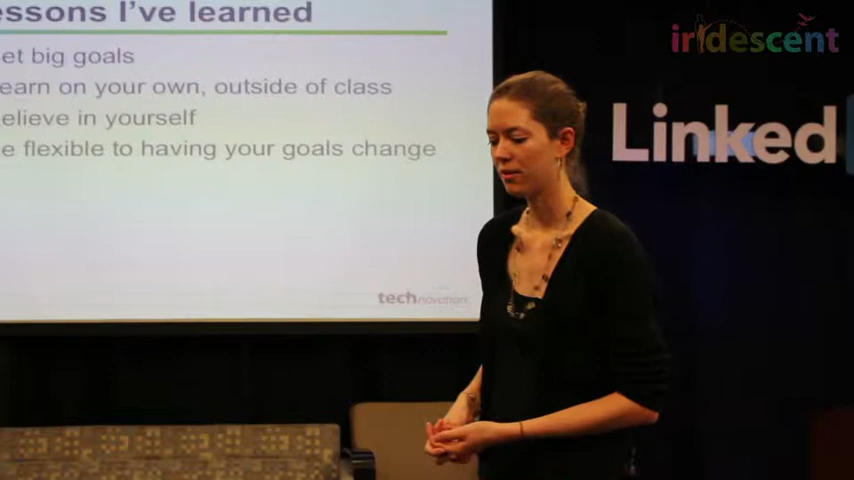 essons I've learned
et big goals
earn on your own, outside of class
elieve in yourself
e flexible to having your goals change
technovation
iridescent
Linked